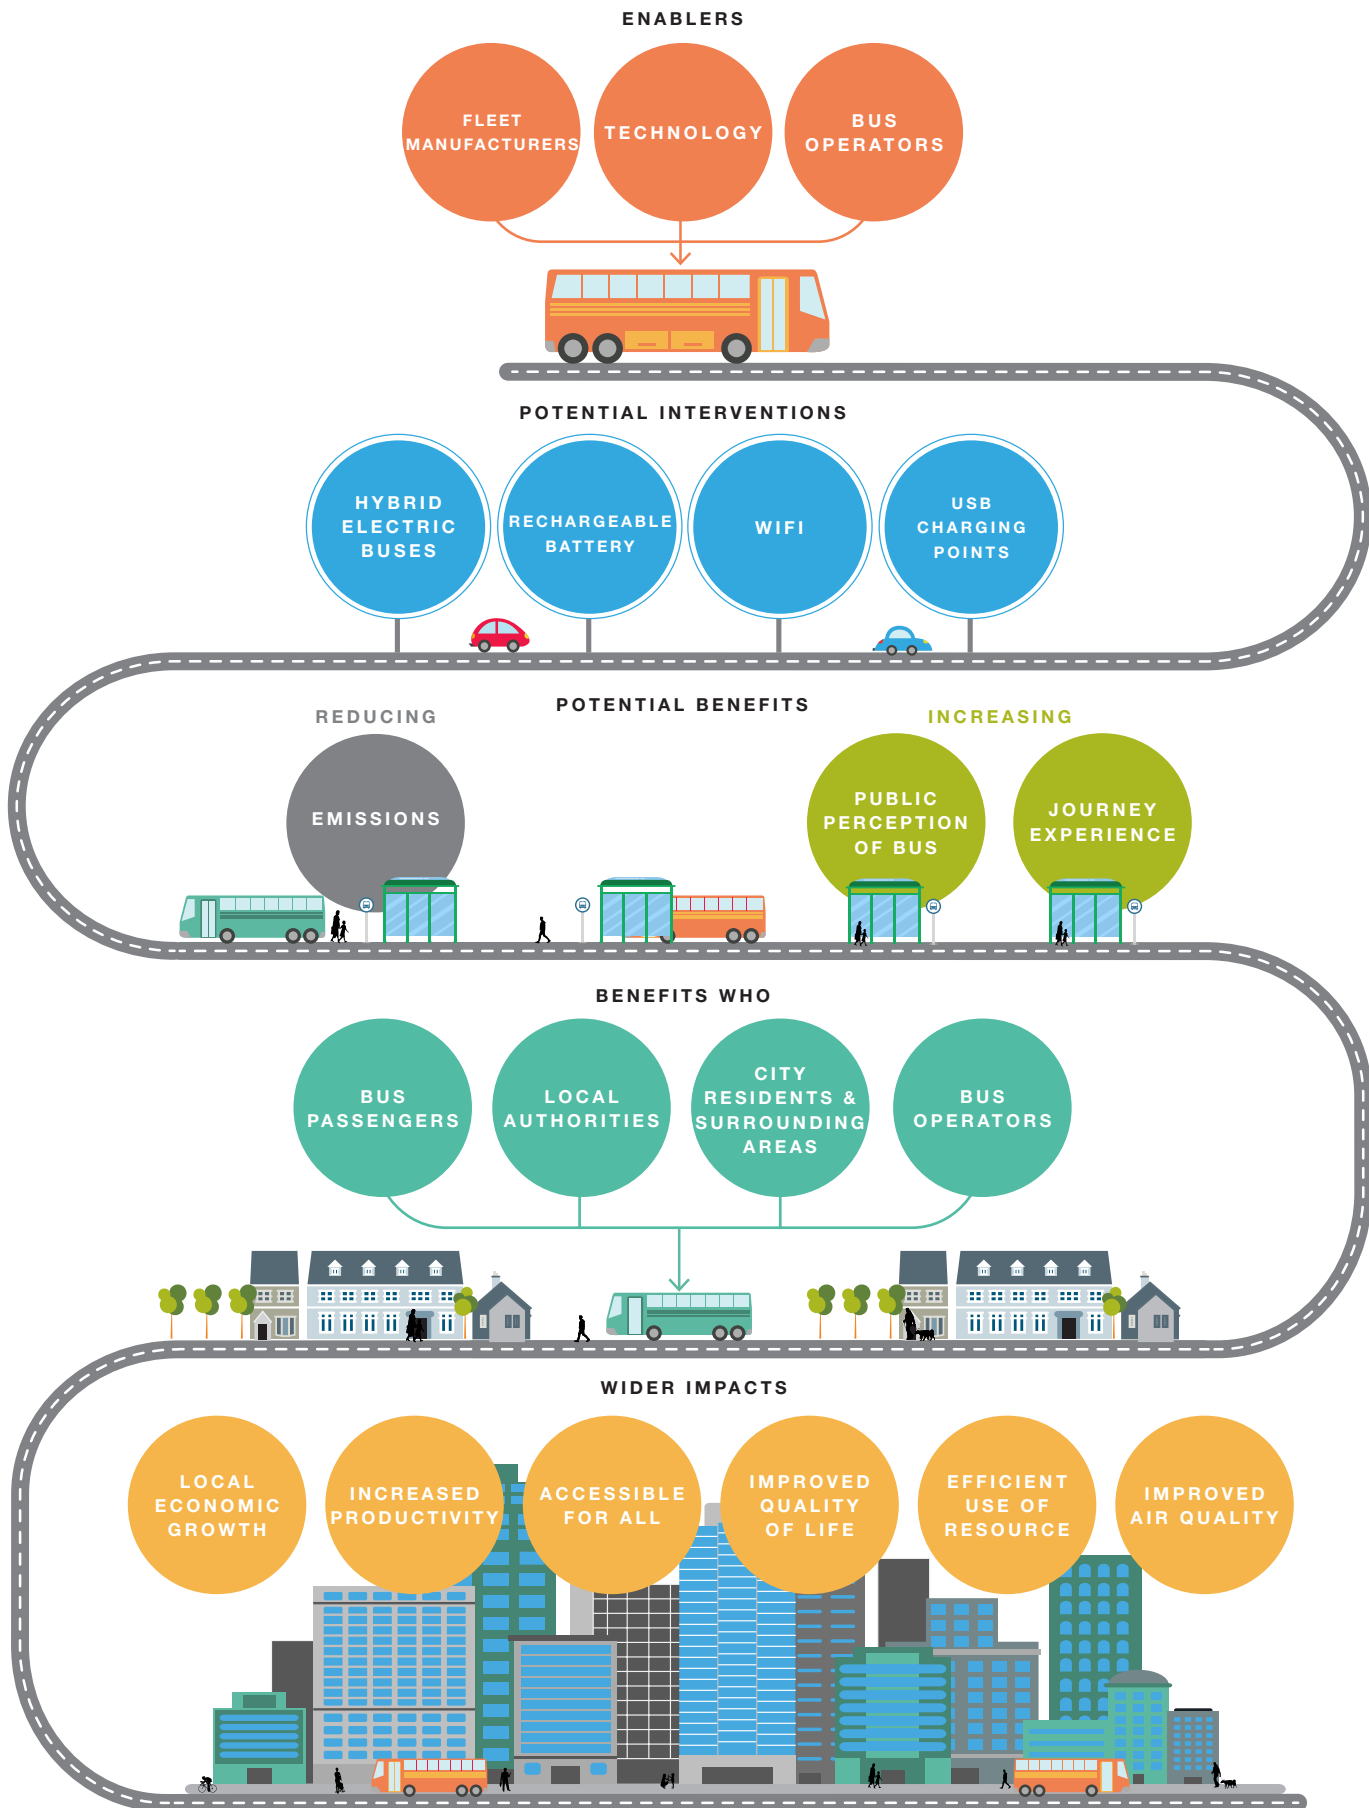 ENABLERS
FLEET
MANUFACTURERS
TECHNOLOGY
BUS
OPERATORS
POTENTIAL INTERVENTIONS
HYBRID
ELECTRIC
BUSES
RECHARGEABLE
BATTERY
WIFI
USB
CHARGING
POINTS
POTENTIAL BENEFITS
REDUCING
INCREASING
EMISSIONS
PUBLIC
PERCEPTION
OF BUS
JOURNEY
EXPERIENCE
BENEFITS WHO
BUS
PASSENGERS
LOCAL
AUTHORITIES
CITY
RESIDENTS &
SURROUNDING
AREAS
BUS
OPERATORS
WIDER IMPACTS
LOCAL
ECONOMIC
GROWTH
INCREASED
PRODUCTIVITY
ACCESSIBLE
FOR ALL
IMPROVED
QUALITY
OF LIFE
EFFICIENT
USE OF
RESOURCE
IMPROVED
AIR QUALITY